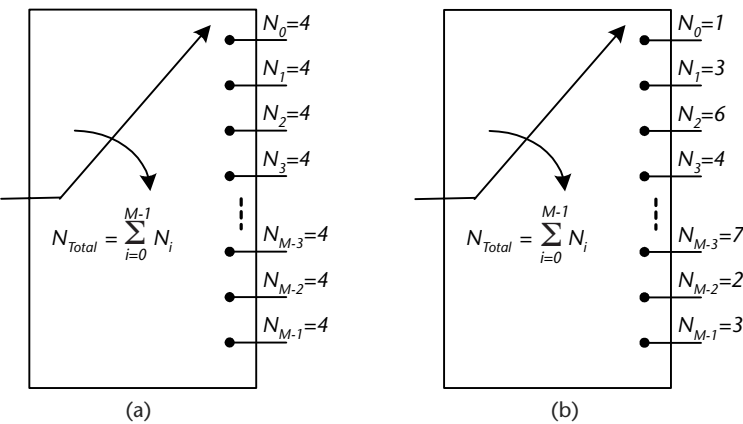 N0=4
N1=4
N2=4
N3=4
NTotal = M-1 Σ i=0 Ni
NM-3=4
NM-2=4
NM-1=4
(a)
N0=1
N1=3
N2=6
N3=4
NTotal = M-1 Σ i=0 Ni
NM-3=7
NM-2=2
NM-1=3
(b)